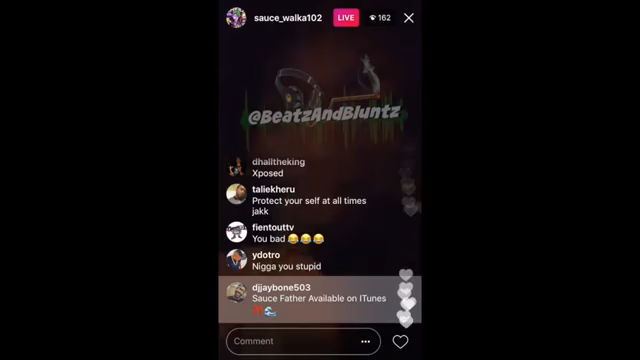 sauce_walka102 LIVE 162
@BeatzAndBluntz
dhalltheking
Xposed
taliekheru
Protect your self at all times
jakk
fientouttv
You bad 😂😂😂
ydotro
Nigga you stupid
djjaybone503
Sauce Father Available on ITunes
‼️🌊
Comment